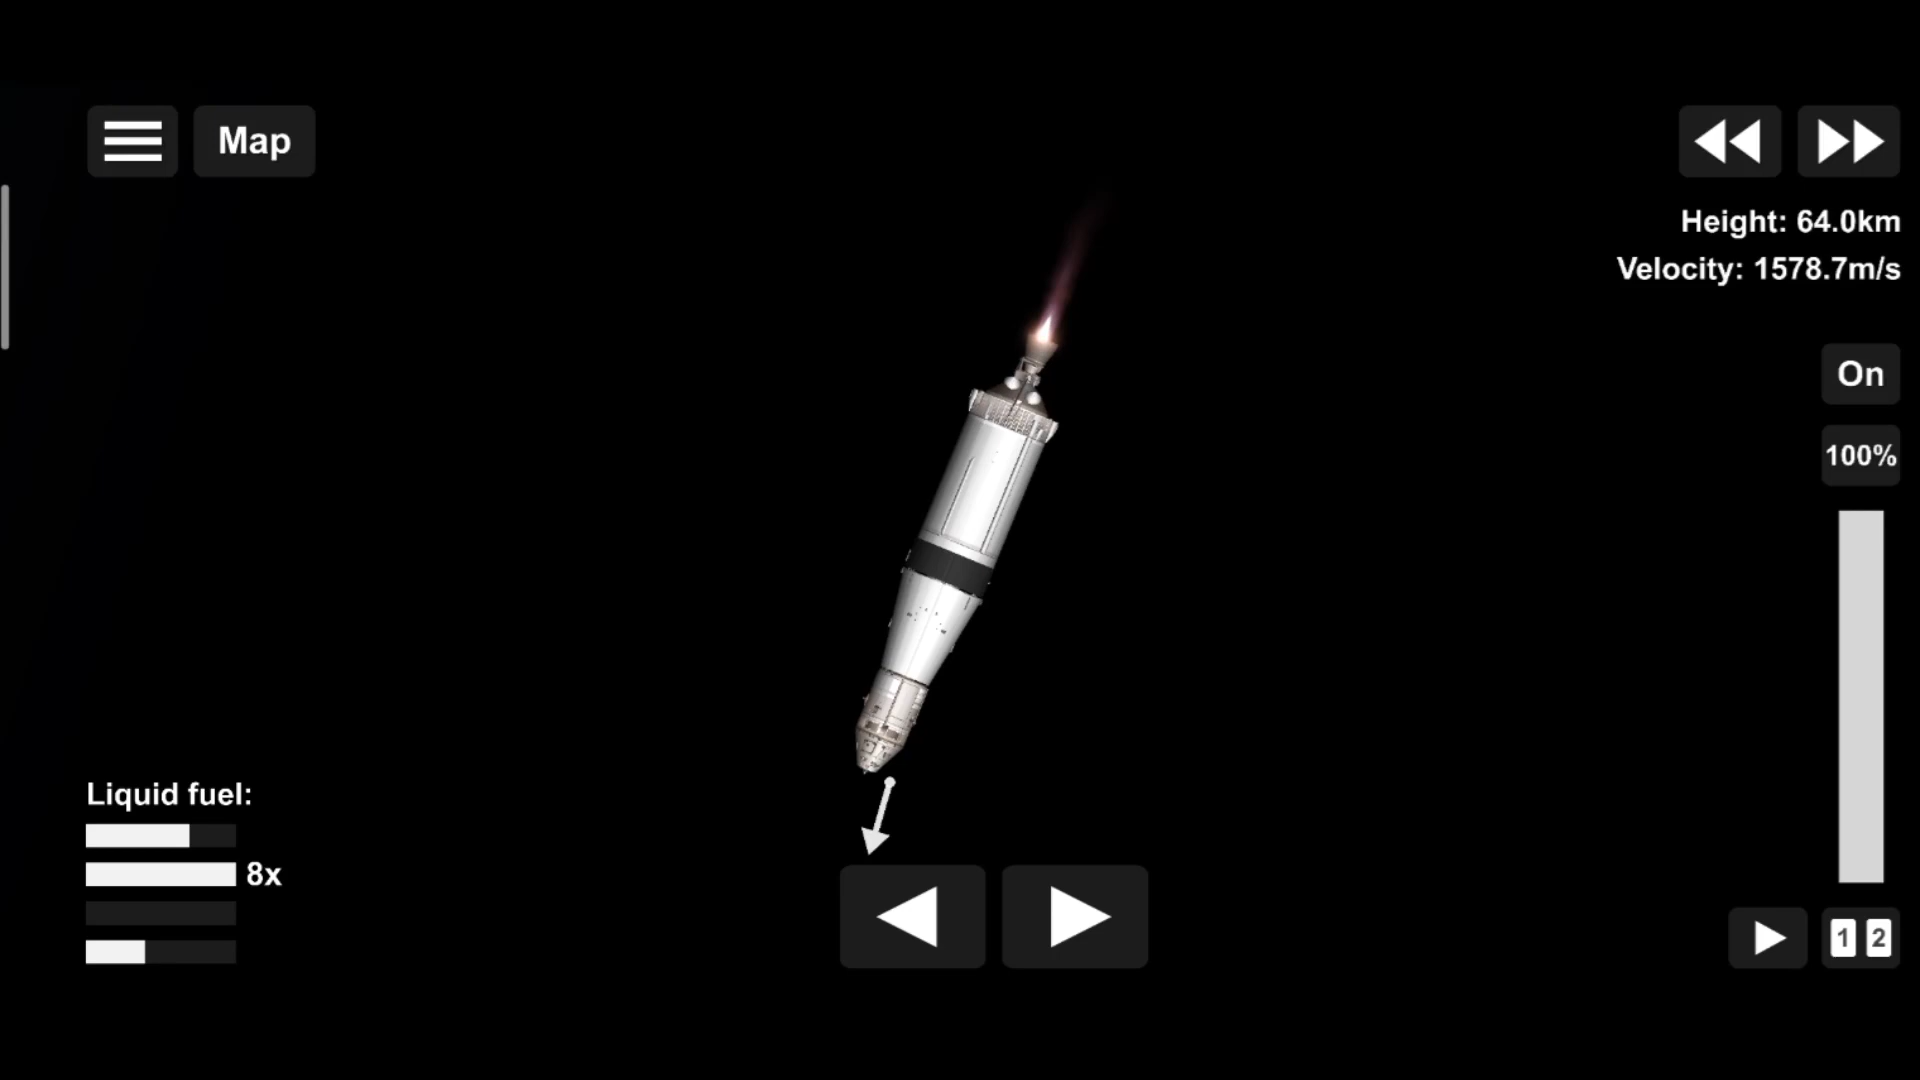 Map
Height: 64.0km
Velocity: 1578.7m/s
On
100%
Liquid fuel:
8x
1 2